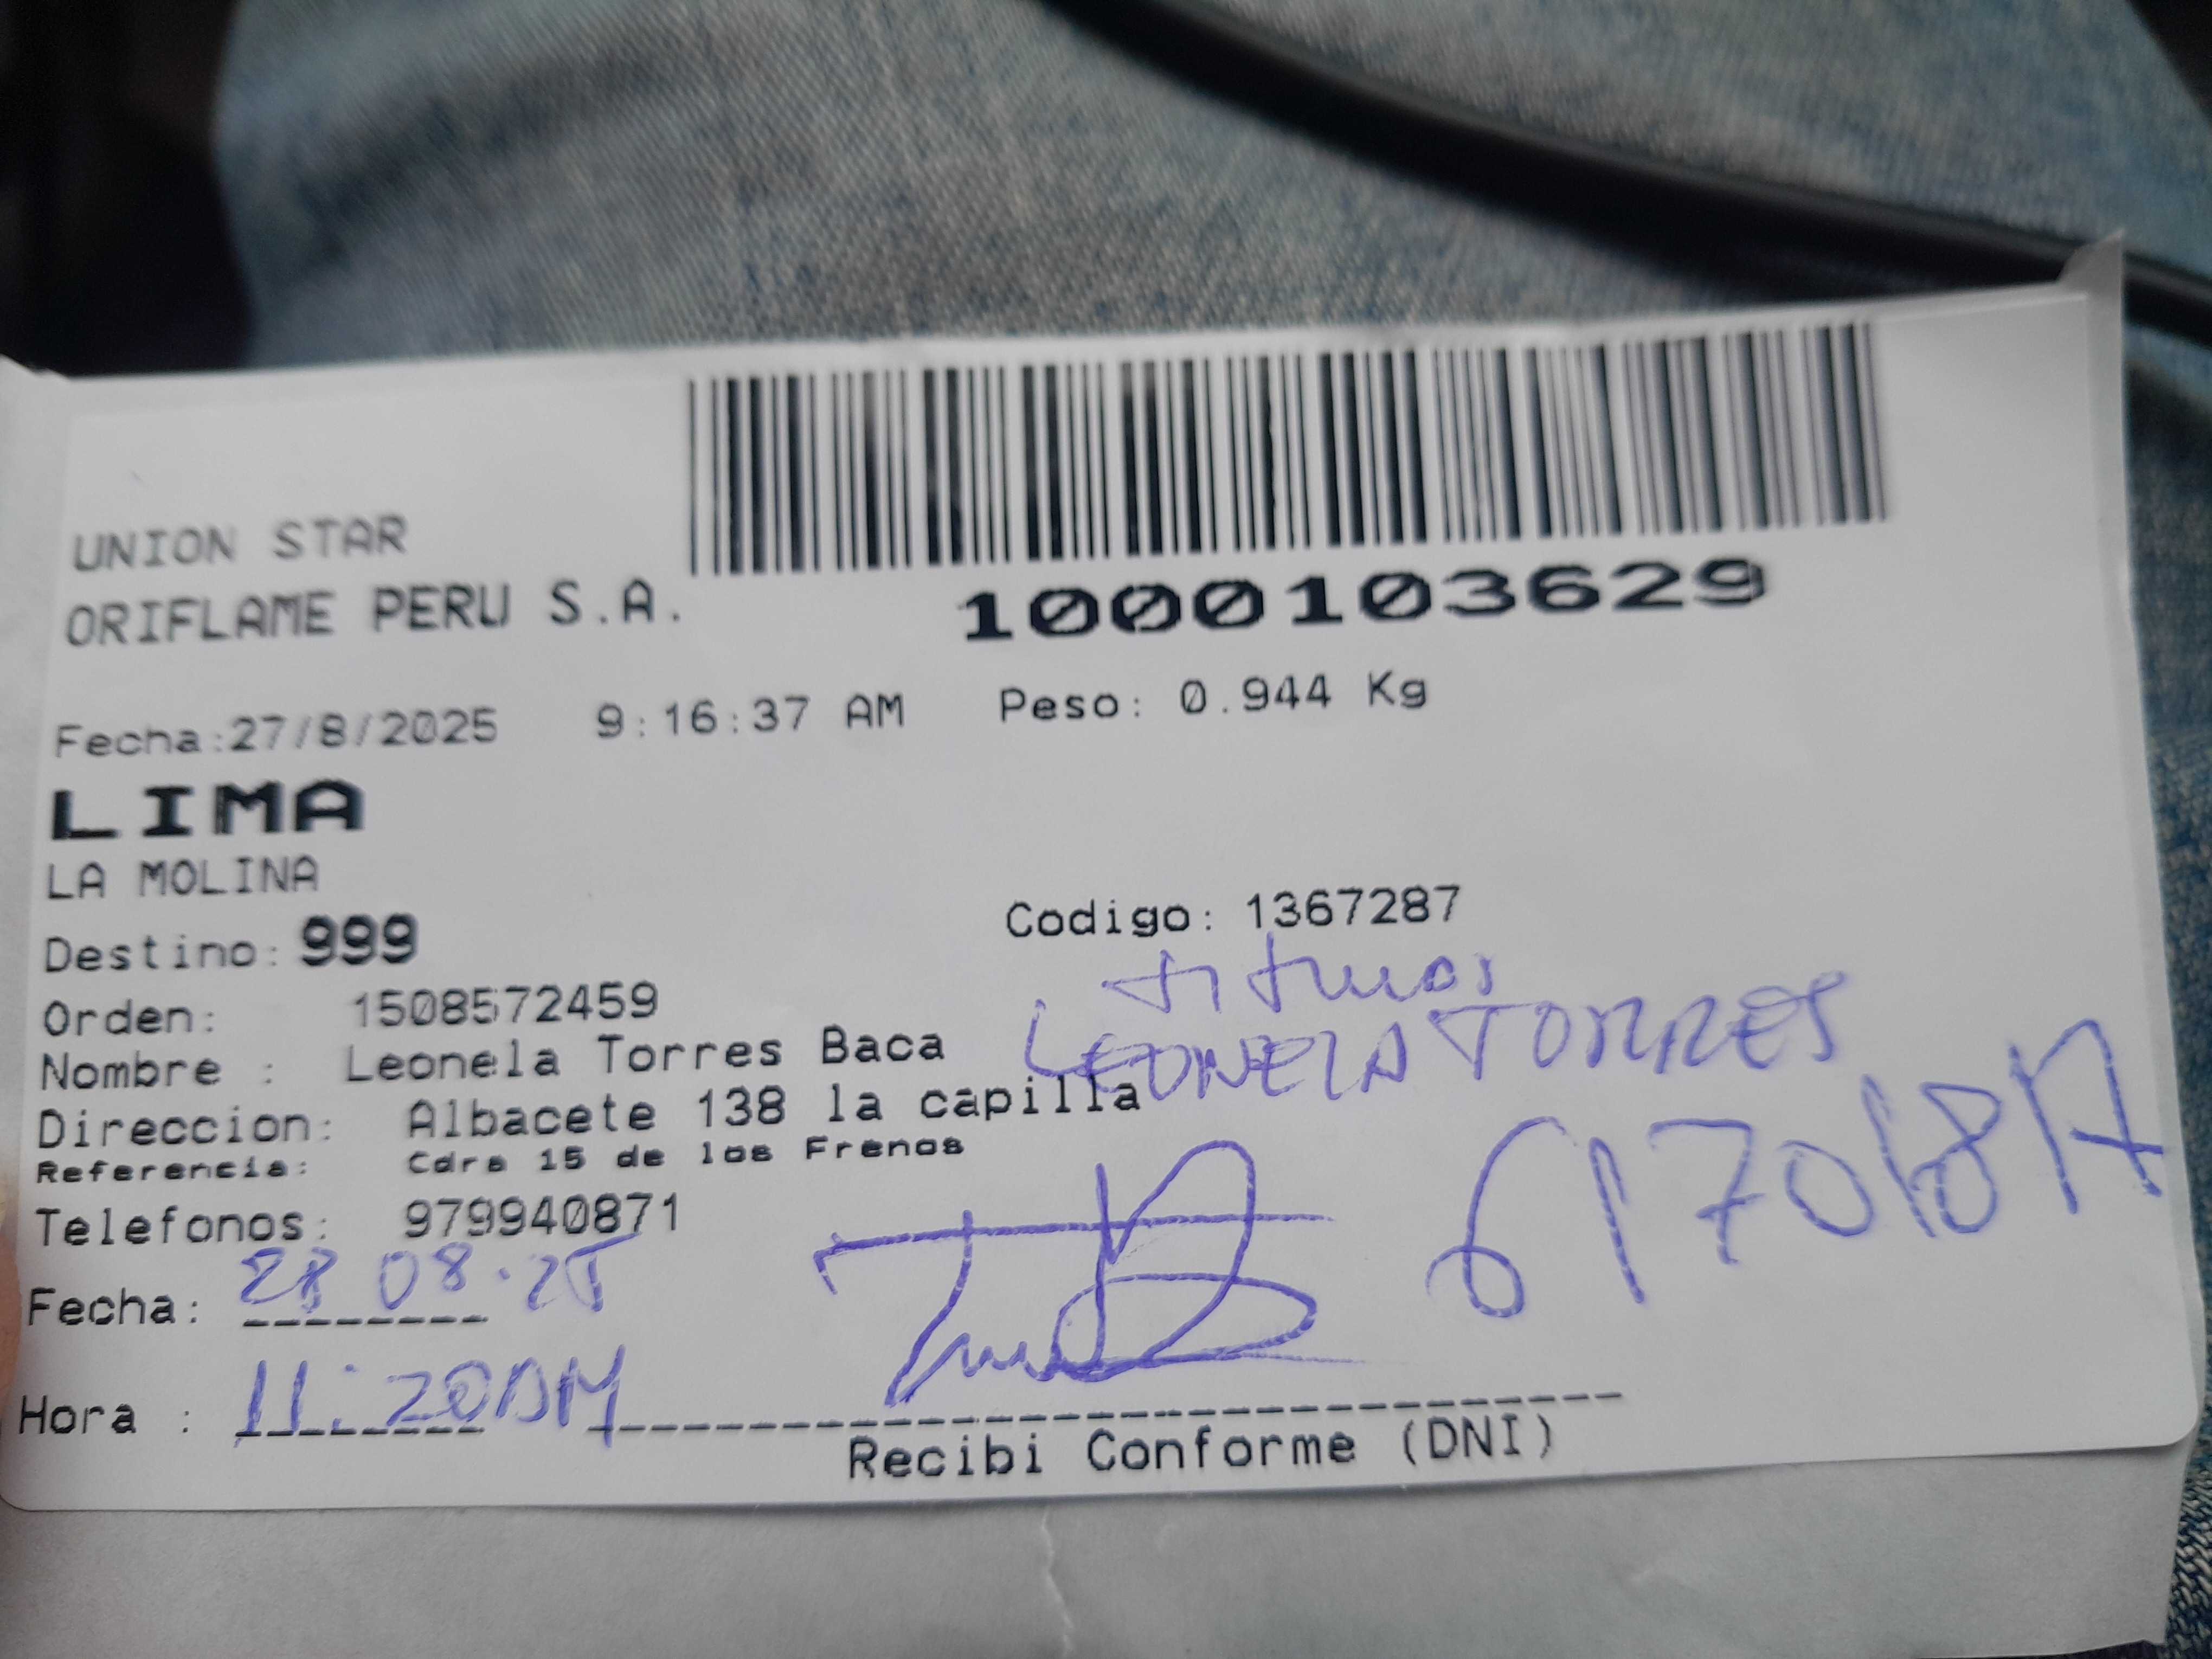 UNION STAR
ORIFLAME PERU S.A.
1000103629
Fecha:27/8/2025 9:16:37 AM Peso: 0.944 Kg
LIMA
LA MOLINA
Destino: 999 Codigo: 1367287
Orden: 1508572459
Nombre : Leonela Torres Baca
LEONELA TORRES
Direccion: Albacete 138 la capilla
Referencia: Cdra 15 de los Frenos
Telefonos: 979940871
Fecha: 28 08.25
Hora : 11:20AM
Recibi Conforme (DNI)